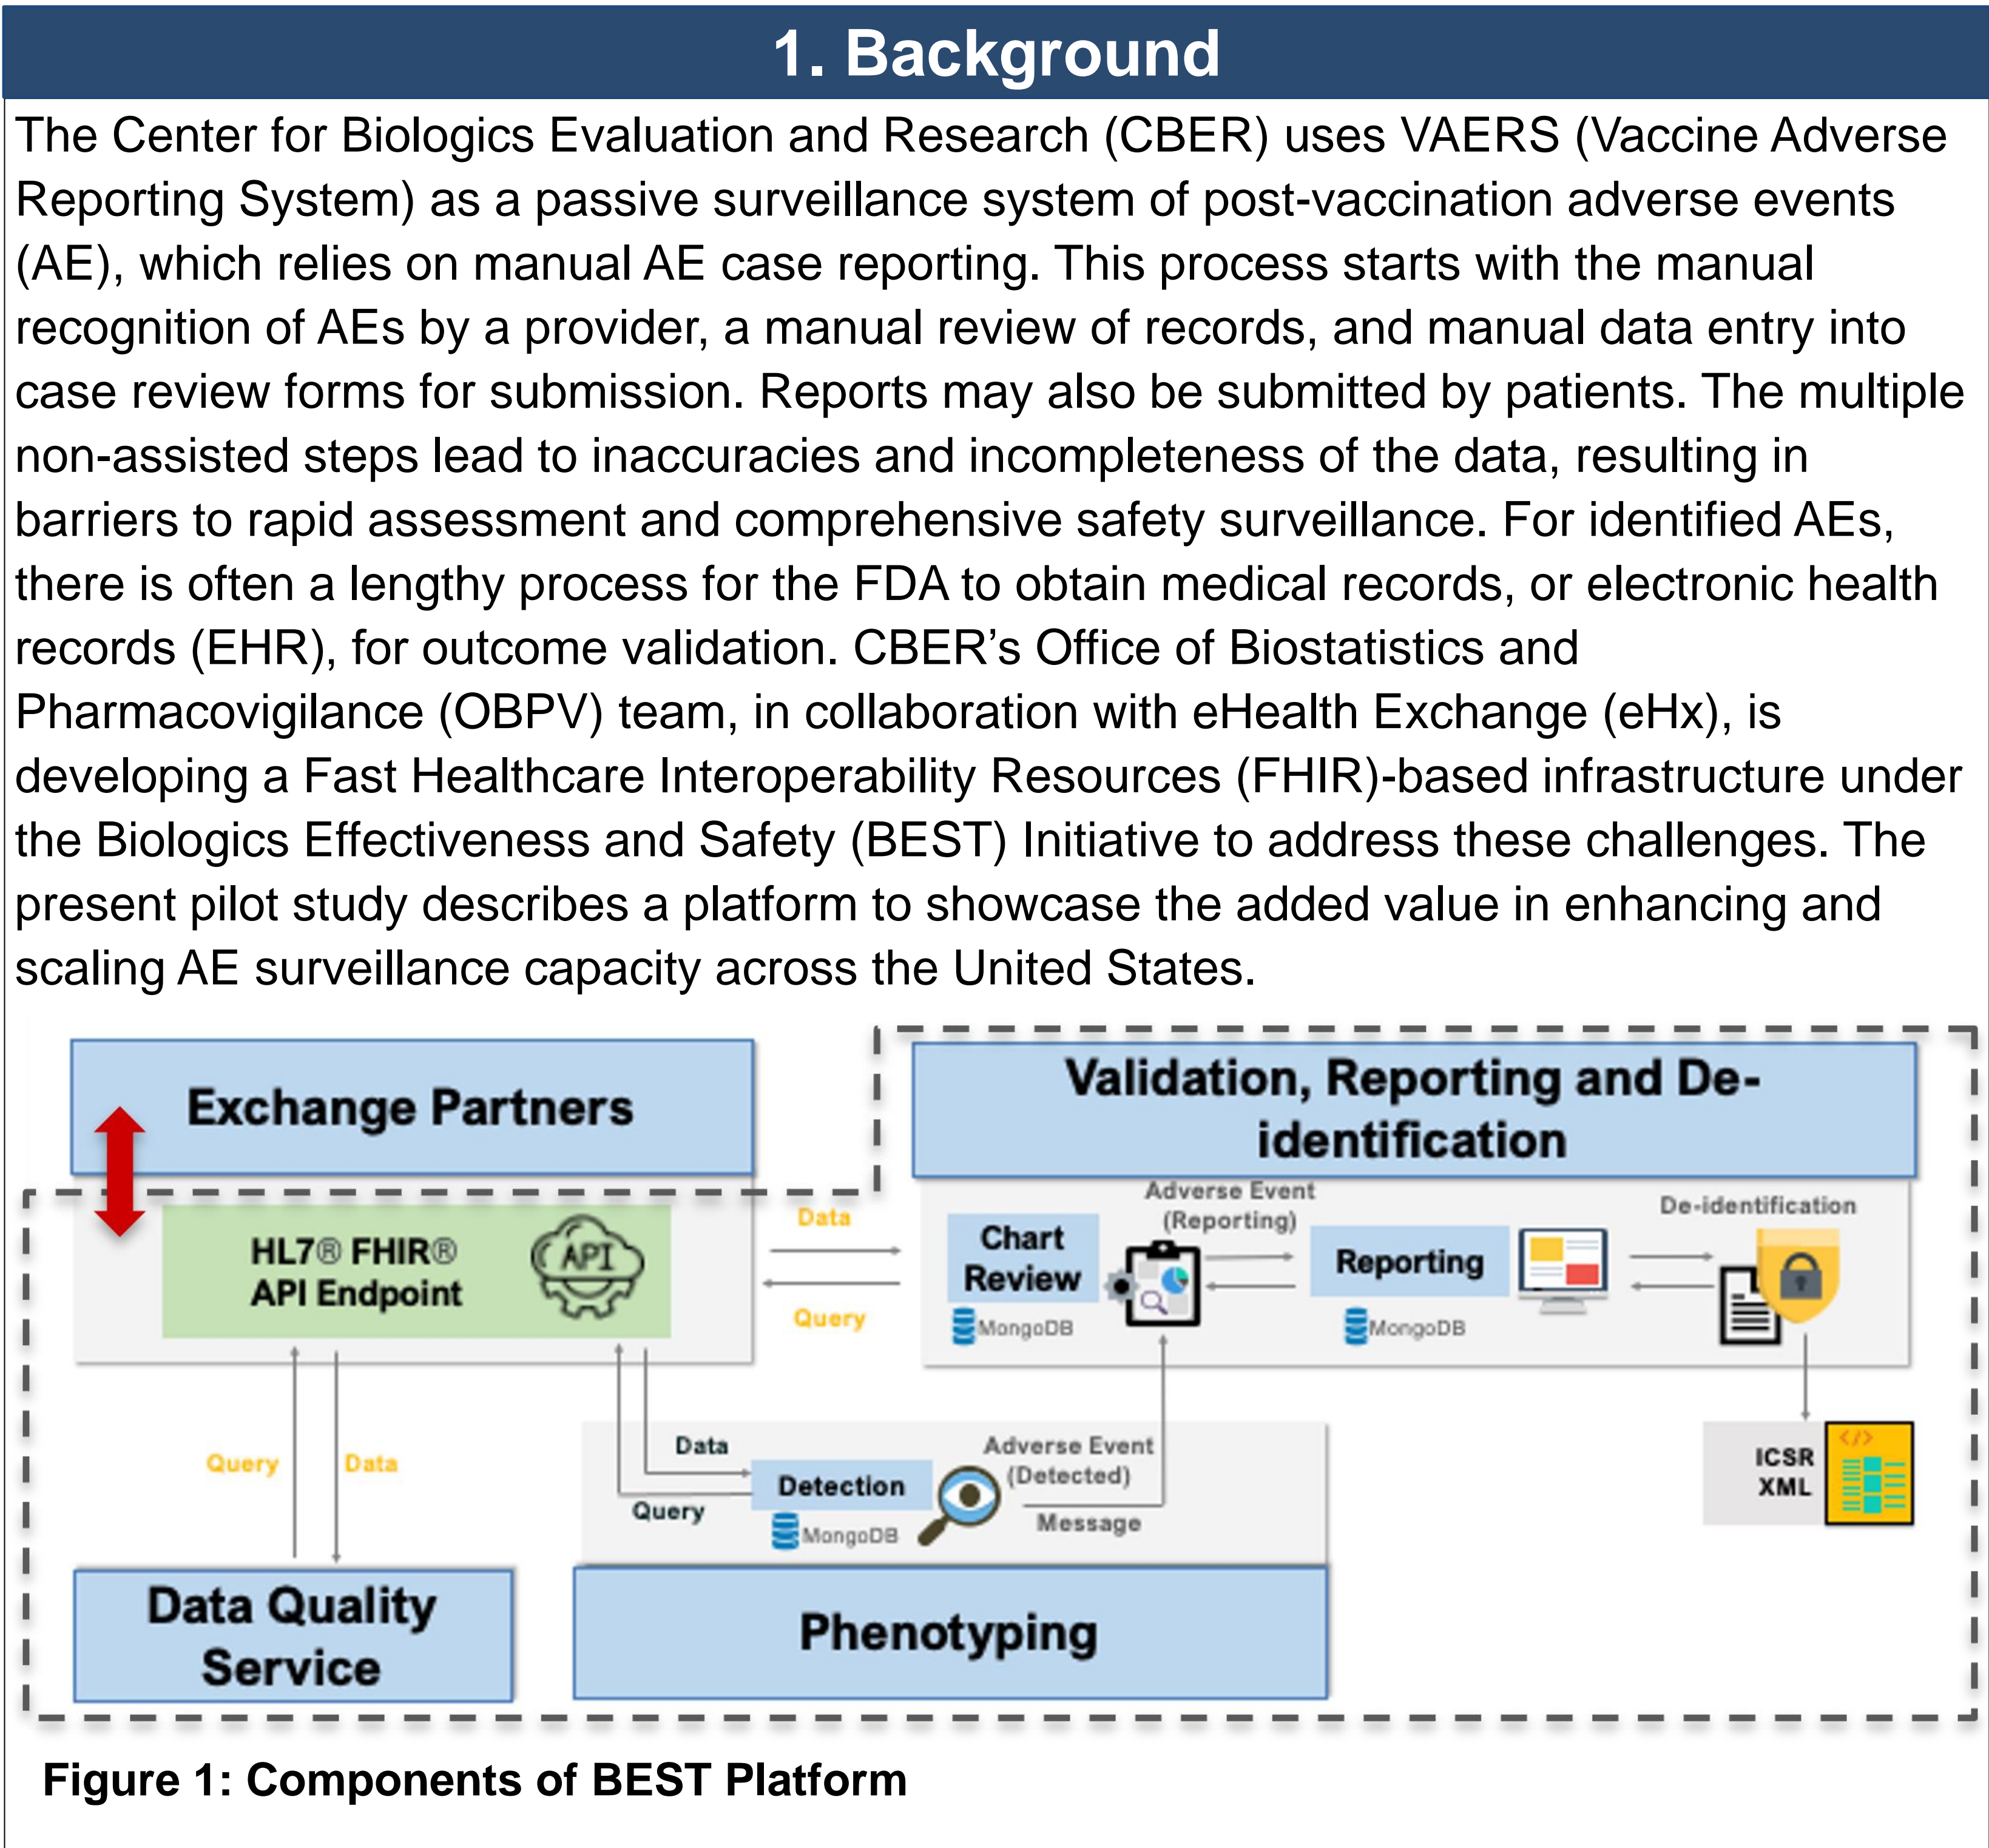 1. Background
The Center for Biologics Evaluation and Research (CBER) uses VAERS (Vaccine Adverse
Reporting System) as a passive surveillance system of post-vaccination adverse events
(AE), which relies on manual AE case reporting. This process starts with the manual
recognition of AEs by a provider, a manual review of records, and manual data entry into
case review forms for submission. Reports may also be submitted by patients. The multiple
non-assisted steps lead to inaccuracies and incompleteness of the data, resulting in
barriers to rapid assessment and comprehensive safety surveillance. For identified AEs,
there is often a lengthy process for the FDA to obtain medical records, or electronic health
records (EHR), for outcome validation. CBER’s Office of Biostatistics and
Pharmacovigilance (OBPV) team, in collaboration with eHealth Exchange (eHx), is
developing a Fast Healthcare Interoperability Resources (FHIR)-based infrastructure under
the Biologics Effectiveness and Safety (BEST) Initiative to address these challenges. The
present pilot study describes a platform to showcase the added value in enhancing and
scaling AE surveillance capacity across the United States.
Exchange Partners
HL7® FHIR®
API Endpoint
API
Data
Query
Validation, Reporting and De-
identification
Chart
Review
MongoDB
Adverse Event
(Reporting)
Reporting
MongoDB
De-identification
Query
Data
Data
Query
Detection
MongoDB
Adverse Event
(Detected)
Message
ICSR
XML
</>
Data Quality
Service
Phenotyping
Figure 1: Components of BEST Platform